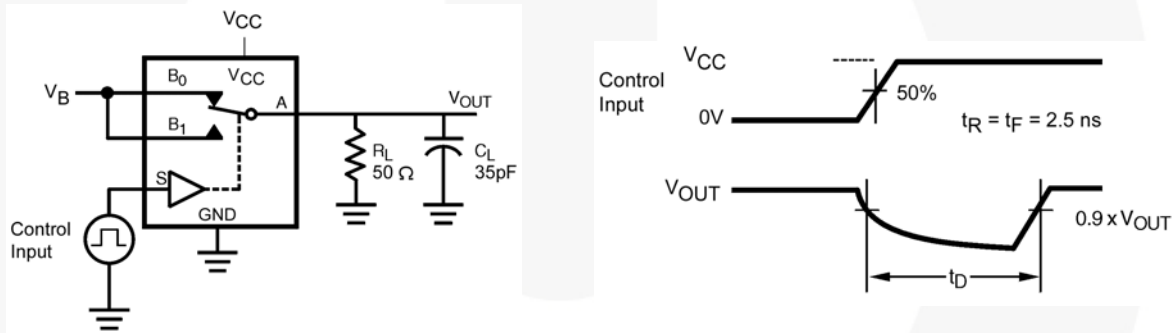 VCC
VCC
B0
VB
A
VOUT
B1
RL
50 Ω
CL
35pF
S
GND
Control
Input
VCC
Control
Input
50%
0V
tR = tF = 2.5 ns
VOUT
0.9 x VOUT
tD